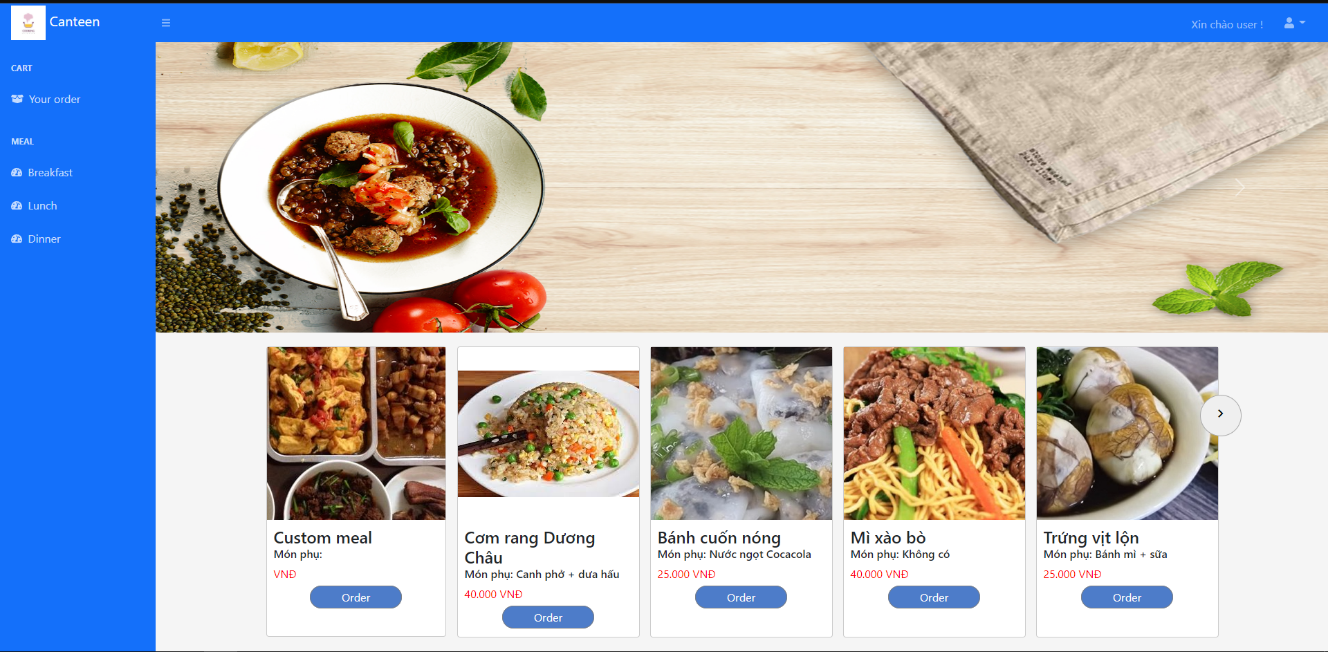 Canteen
Xin chào user !
CART
Your order
MEAL
Breakfast
Lunch
Dinner
Custom meal
Món phụ:
VNĐ
Order
Cơm rang Dương
Châu
Món phụ: Canh phở + dưa hấu
40.000 VNĐ
Order
Bánh cuốn nóng
Món phụ: Nước ngọt Cocacola
25.000 VNĐ
Order
Mì xào bò
Món phụ: Không có
40.000 VNĐ
Order
Trứng vịt lộn
Món phụ: Bánh mì + sữa
25.000 VNĐ
Order